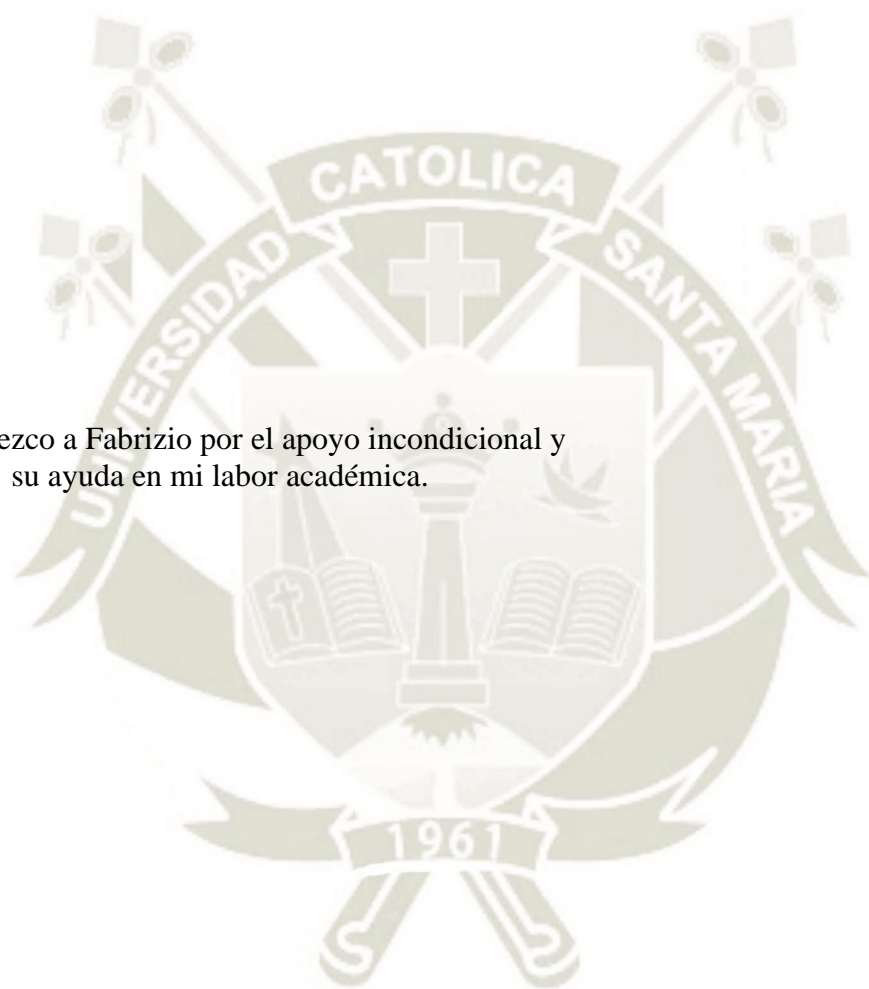 CATOLICA
UNIVERSIDAD
SANTA MARIA
ezco a Fabrizio por el apoyo incondicional y
su ayuda en mi labor académica.
1961